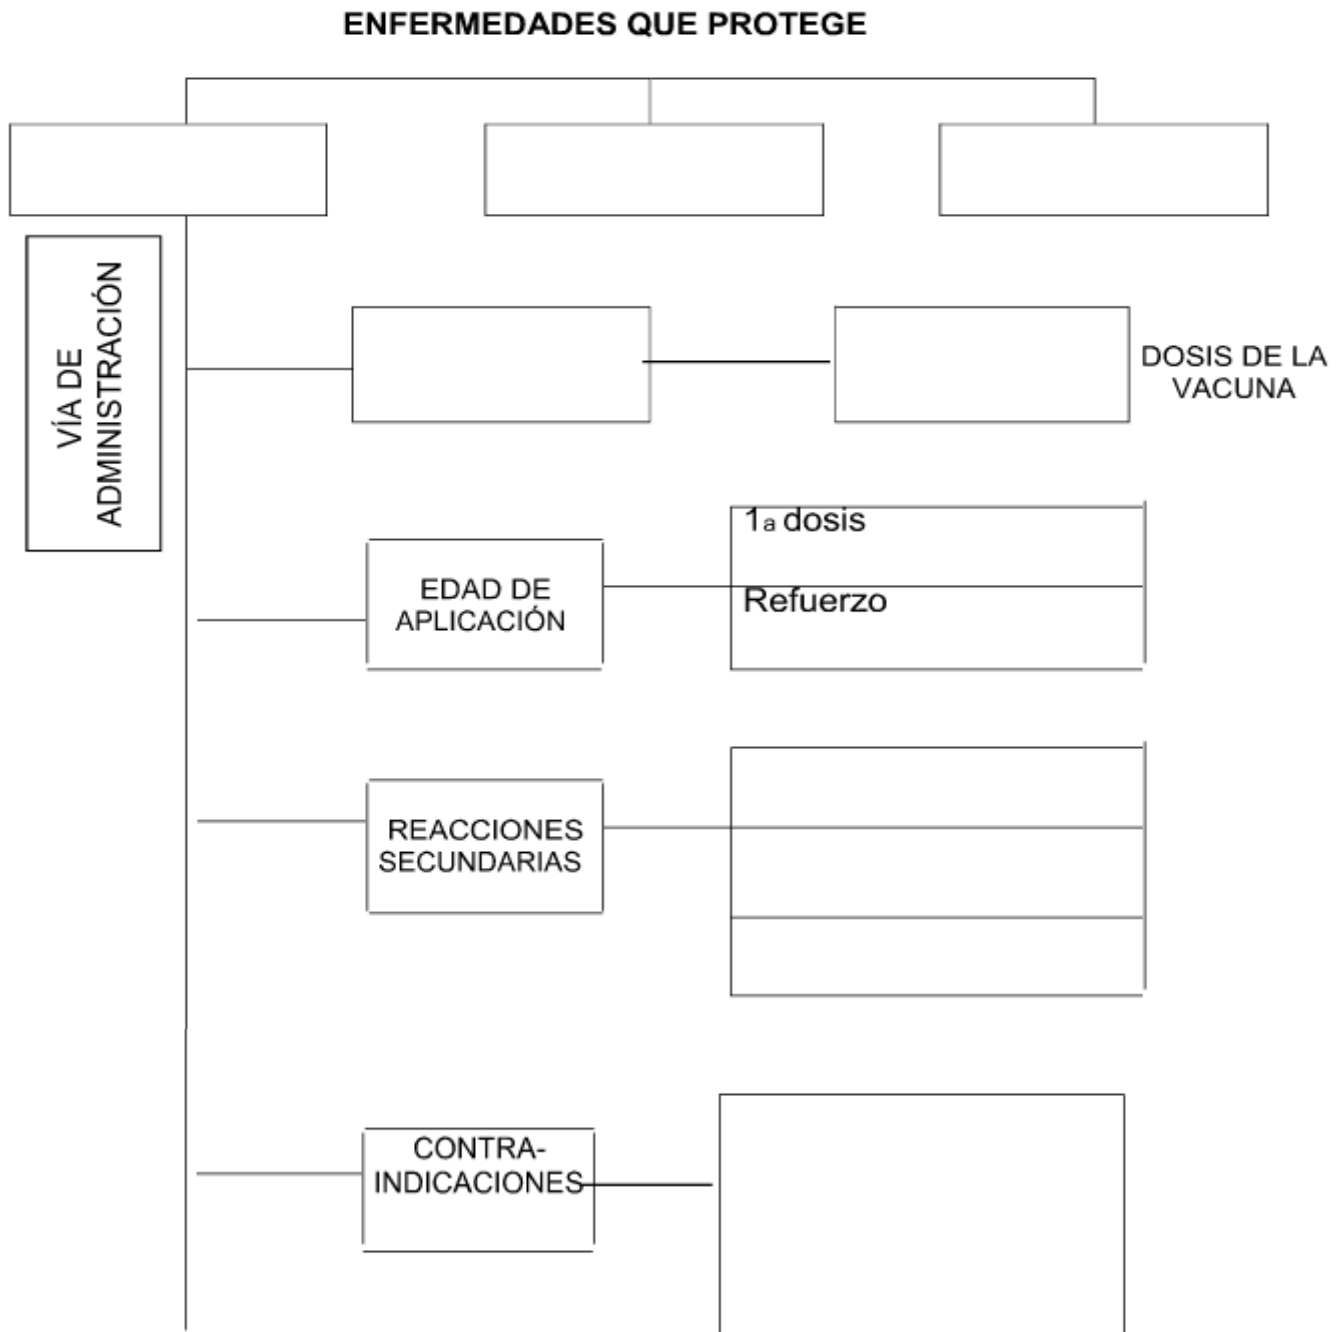 ENFERMEDADES QUE PROTEGE
VÍA DE
ADMINISTRACIÓN
DOSIS DE LA
VACUNA
1a dosis
EDAD DE
APLICACIÓN
Refuerzo
REACCIONES
SECUNDARIAS
CONTRA-
INDICACIONES